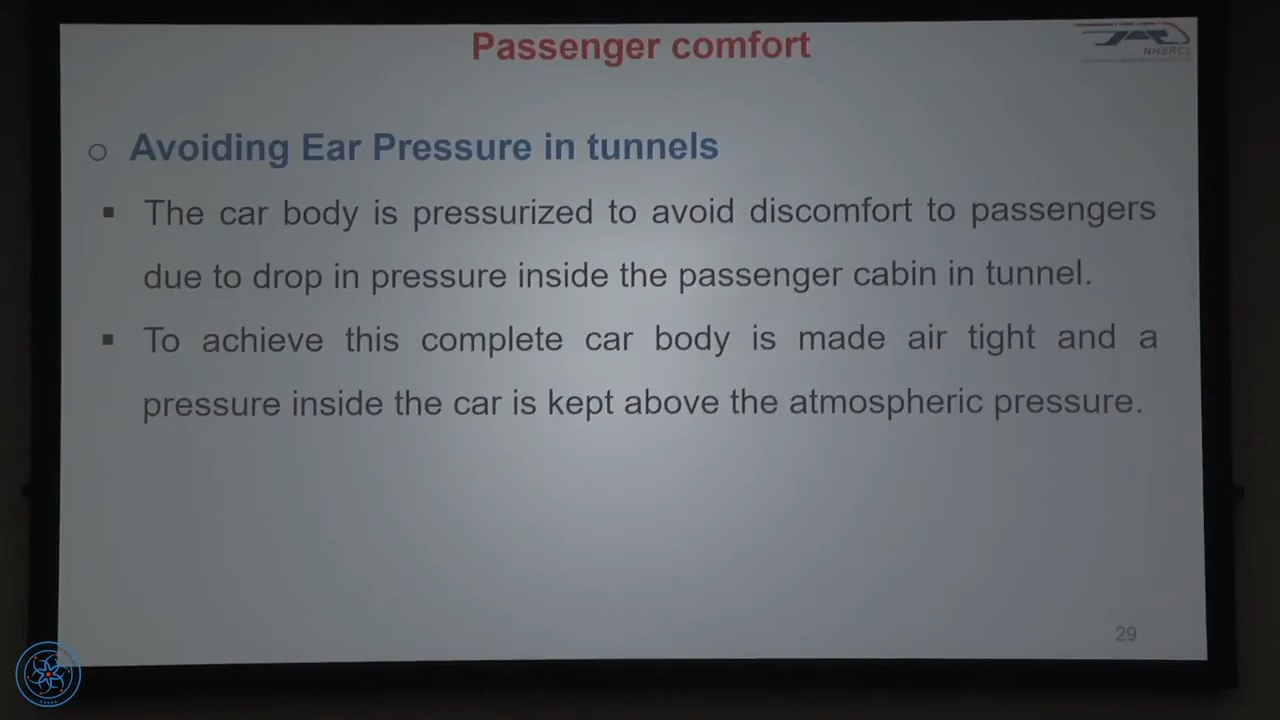 Passenger comfort
NHSRCL
○ Avoiding Ear Pressure in tunnels
▪ The car body is pressurized to avoid discomfort to passengers
due to drop in pressure inside the passenger cabin in tunnel.
▪ To achieve this complete car body is made air tight and a
pressure inside the car is kept above the atmospheric pressure.
29